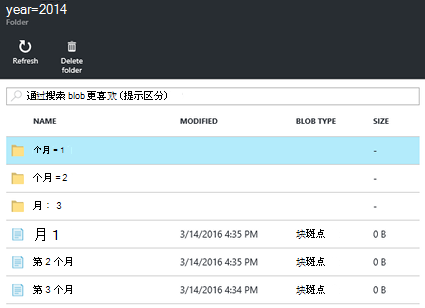 year=2014
Folder
Refresh
Delete folder
通过搜索 blob 更喜欢 (提示区分)
NAME MODIFIED BLOB TYPE SIZE
个月 = 1 -
个月 = 2 -
月： 3 -
月 1 3/14/2016 4:35 PM 块斑点 0 B
第 2 个月 3/14/2016 4:35 PM 块斑点 0 B
第 3 个月 3/14/2016 4:34 PM 块斑点 0 B